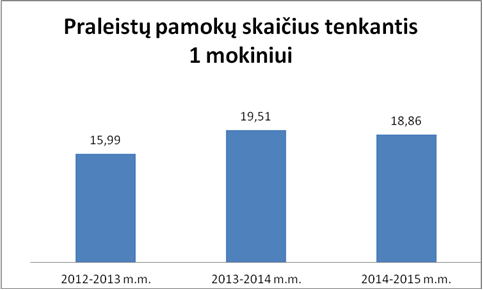 Praleistų pamokų skaičius tenkantis
1 mokiniui
15,99
19,51
18,86
2012-2013 m.m.
2013-2014 m.m.
2014-2015 m.m.